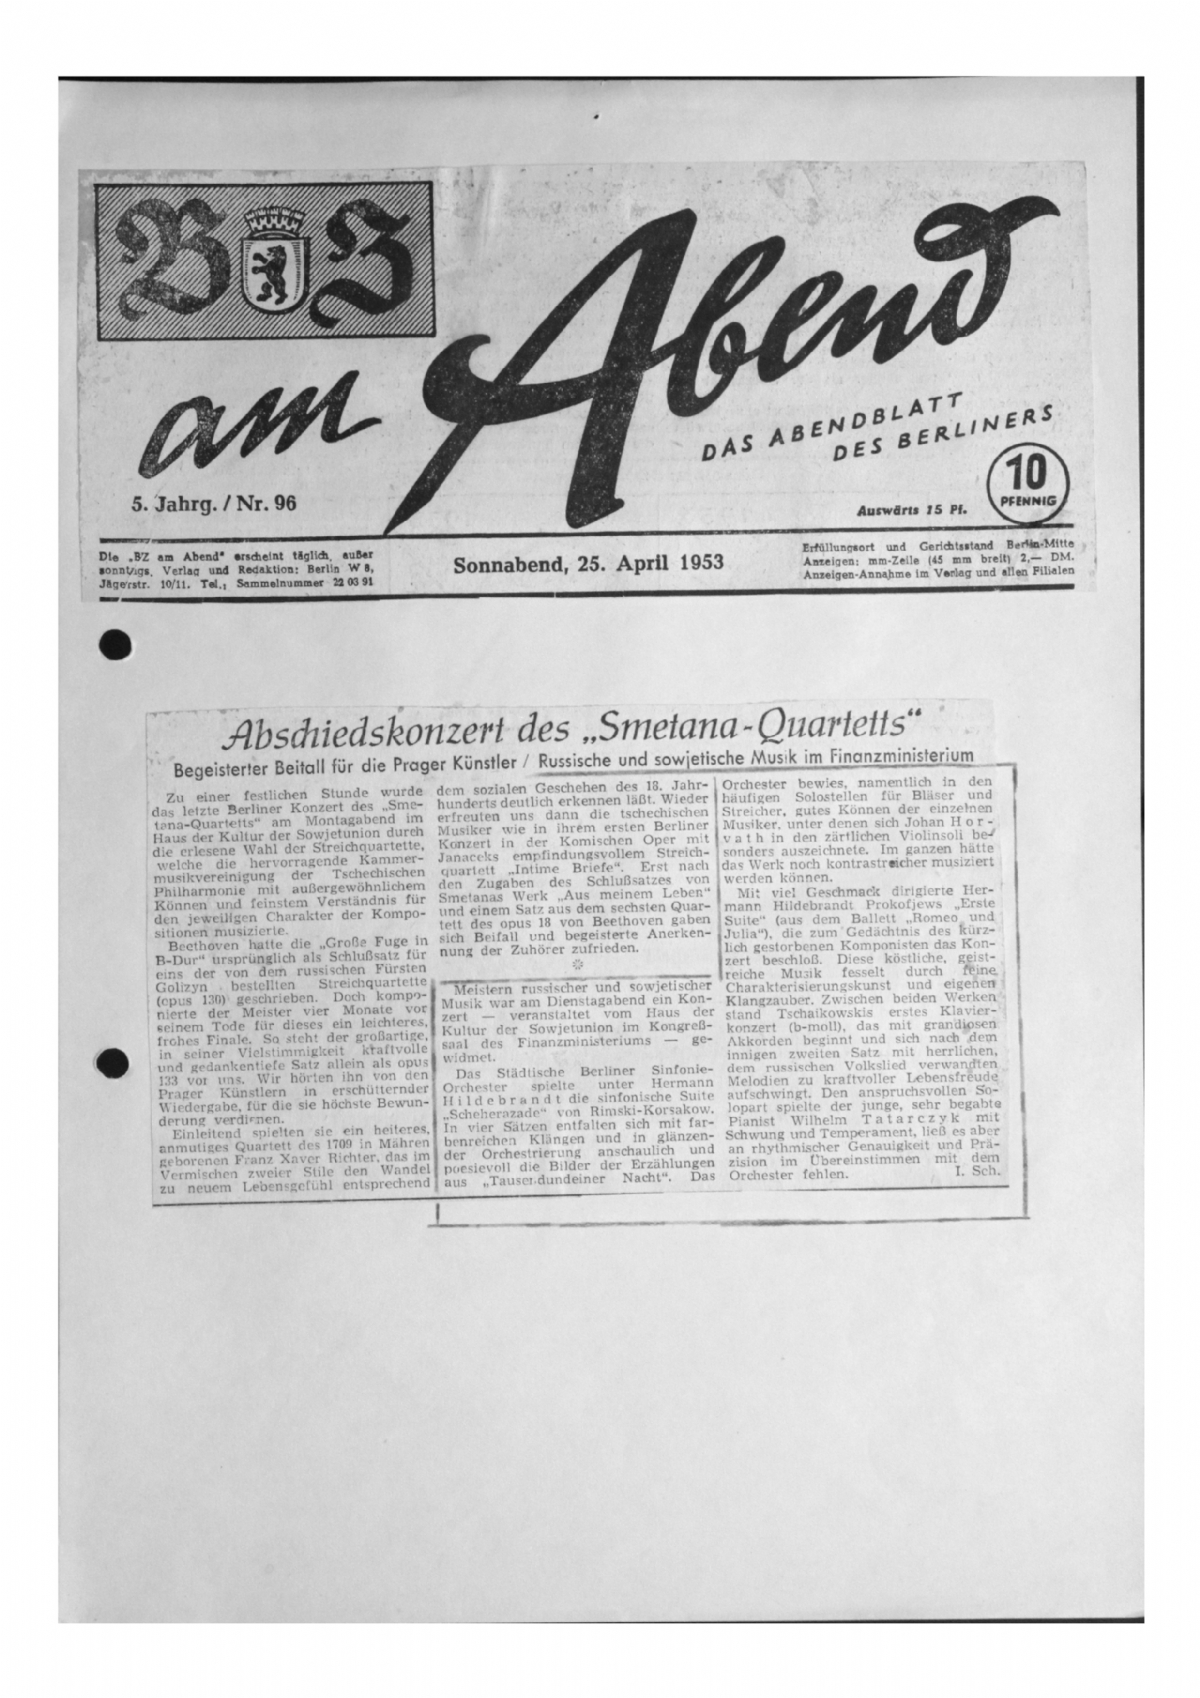 BZ
am Abend
DAS ABENDBLATT
DES BERLINERS
5. Jahrg. / Nr. 96
Auswärts 15 Pf.
10
PFENNIG
Die „BZ am Abend" erscheint täglich, außer
sonntags, Verlag und Redaktion: Berlin W 8,
Jägerstr. 10/11. Tel.: Sammelnummer 22 03 91
Sonnabend, 25. April 1953
Erfüllungsort und Gerichtsstand Berlin-Mitte
Anzeigen: mm-Zeile (45 mm breit) 2,— DM.
Anzeigen-Annahme im Verlag und allen Filialen
Abschiedskonzert des „Smetana-Quartetts"
Begeisterter Beifall für die Prager Künstler / Russische und sowjetische Musik im Finanzministerium
Zu einer festlichen Stunde wurde
das letzte Berliner Konzert des „Sme-
tana-Quartetts" am Montagabend im
Haus der Kultur der Sowjetunion durch
die erlesene Wahl der Streichquartette,
welche die hervorragende Kammer-
musikvereinigung der Tschechischen
Philharmonie mit außergewöhnlichem
Können und feinstem Verständnis für
den jeweiligen Charakter der Kompo-
sitionen musizierte.
Beethoven hatte die „Große Fuge in
B-Dur" ursprünglich als Schlußsatz für
eins der von dem russischen Fürsten
Golizyn bestellten Streichquartette
(opus 130) geschrieben. Doch kompo-
nierte der Meister vier Monate vor
seinem Tode für dieses ein leichteres,
frohes Finale. So steht der großartige,
in seiner Vielstimmigkeit kraftvolle
und gedankentiefe Satz allein als opus
133 vor uns. Wir hörten ihn von den
Prager Künstlern in erschütternder
Wiedergabe, für die sie höchste Bewun-
derung verdienen.
Einleitend spielten sie ein heiteres,
anmutiges Quartett des 1709 in Mähren
geborenen Franz Xaver Richter, das im
Vermischen zweier Stile den Wandel
zu neuem Lebensgefühl entsprechend
dem sozialen Geschehen des 18. Jahr-
hunderts deutlich erkennen läßt. Wieder
erfreuten uns dann die tschechischen
Musiker wie in ihrem ersten Berliner
Konzert in der Komischen Oper mit
Janaceks empfindungsvollem Streich-
quartett „Intime Briefe". Erst nach
den Zugaben des Schlußsatzes von
Smetanas Werk „Aus meinem Leben"
und einem Satz aus dem sechsten Quar-
tett des opus 18 von Beethoven gaben
sich Beifall und begeisterte Anerken-
nung der Zuhörer zufrieden.
※
Meistern russischer und sowjetischer
Musik war am Dienstagabend ein Kon-
zert — veranstaltet vom Haus der
Kultur der Sowjetunion im Kongreß-
saal des Finanzministeriums — ge-
widmet.
Das Städtische Berliner Sinfonie-
Orchester spielte unter Hermann
Hildebrandt die sinfonische Suite
„Scheherazade" von Rimski-Korsakow.
In vier Sätzen entfalten sich mit far-
benreichen Klängen und in glänzen-
der Orchestrierung anschaulich und
poesievoll die Bilder der Erzählungen
aus „Tausendundeiner Nacht". Das
Orchester bewies, namentlich in den
häufigen Solostellen für Bläser und
Streicher, gutes Können der einzelnen
Musiker, unter denen sich Johan Hor-
vath in den zärtlichen Violinsoli be-
sonders auszeichnete. Im ganzen hätte
das Werk noch kontrastreicher musiziert
werden können.
Mit viel Geschmack dirigierte Her-
mann Hildebrandt Prokofjews „Erste
Suite" (aus dem Ballett „Romeo und
Julia"), die zum Gedächtnis des kürz-
lich gestorbenen Komponisten das Kon-
zert beschloß. Diese köstliche, geist-
reiche Musik fesselt durch feine
Charakterisierungskunst und eigenen
Klangzauber. Zwischen beiden Werken
stand Tschaikowskis erstes Klavier-
konzert (b-moll), das mit grandiosen
Akkorden beginnt und sich nach dem
innigen zweiten Satz mit herrlichen,
dem russischen Volkslied verwandten
Melodien zu kraftvoller Lebensfreude
aufschwingt. Den anspruchsvollen So-
lopart spielte der junge, sehr begabte
Pianist Wilhelm Tatarczyk mit
Schwung und Temperament, ließ es aber
an rhythmischer Genauigkeit und Prä-
zision im Übereinstimmen mit dem
Orchester fehlen. I. Sch.